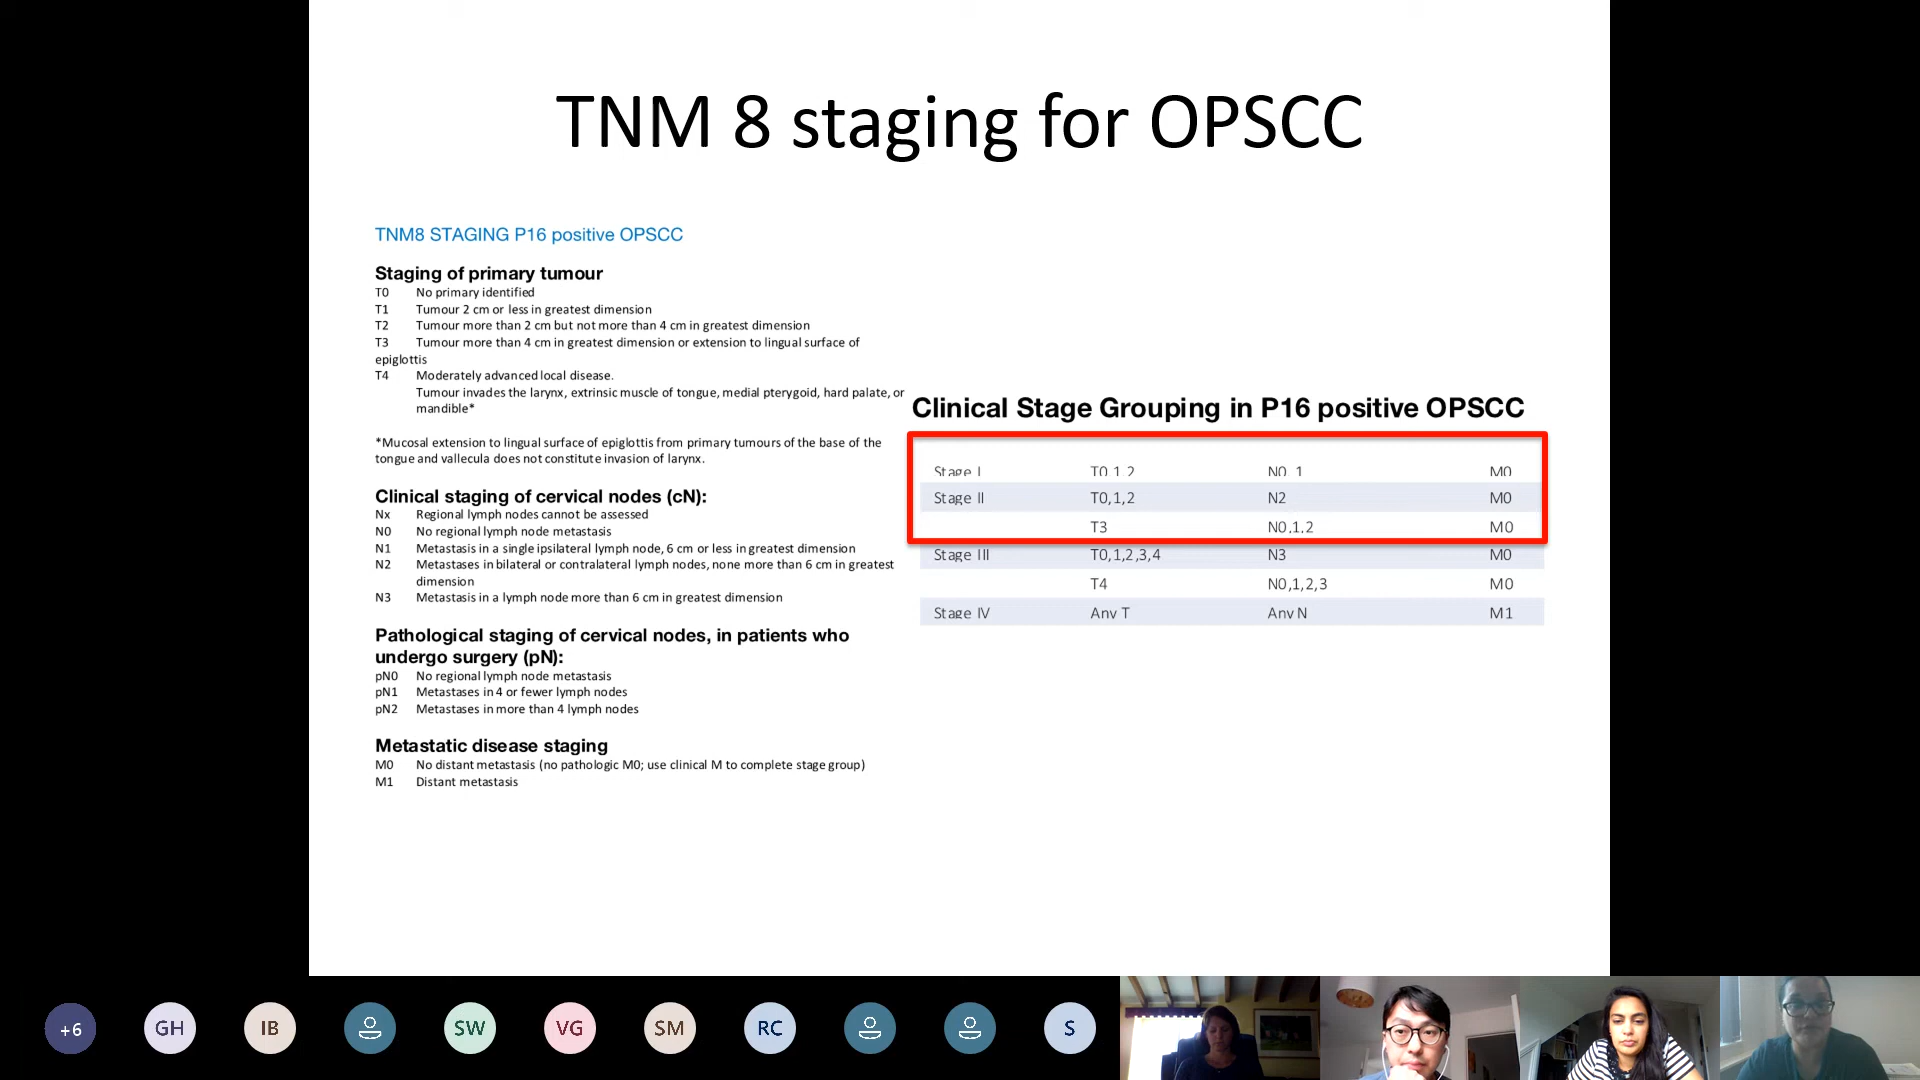 TNM 8 staging for OPSCC
TNM8 STAGING P16 positive OPSCC
Staging of primary tumour
T0 No primary identified
T1 Tumour 2 cm or less in greatest dimension
T2 Tumour more than 2 cm but not more than 4 cm in greatest dimension
T3 Tumour more than 4 cm in greatest dimension or extension to lingual surface of
epiglottis
T4 Moderately advanced local disease.
Tumour invades the larynx, extrinsic muscle of tongue, medial pterygoid, hard palate, or
mandible*
*Mucosal extension to lingual surface of epiglottis from primary tumours of the base of the
tongue and vallecula does not constitute invasion of larynx.
Clinical staging of cervical nodes (cN):
Nx Regional lymph nodes cannot be assessed
N0 No regional lymph node metastasis
N1 Metastasis in a single ipsilateral lymph node, 6 cm or less in greatest dimension
N2 Metastases in bilateral or contralateral lymph nodes, none more than 6 cm in greatest
dimension
N3 Metastasis in a lymph node more than 6 cm in greatest dimension
Pathological staging of cervical nodes, in patients who
undergo surgery (pN):
pN0 No regional lymph node metastasis
pN1 Metastases in 4 or fewer lymph nodes
pN2 Metastases in more than 4 lymph nodes
Metastatic disease staging
M0 No distant metastasis (no pathologic M0; use clinical M to complete stage group)
M1 Distant metastasis
Clinical Stage Grouping in P16 positive OPSCC
Stage I T0,1,2 N0,1 M0
Stage II T0,1,2 N2 M0
T3 N0,1,2 M0
Stage III T0,1,2,3,4 N3 M0
T4 N0,1,2,3 M0
Stage IV Any T Any N M1
+6 GH IB SW VG SM RC S